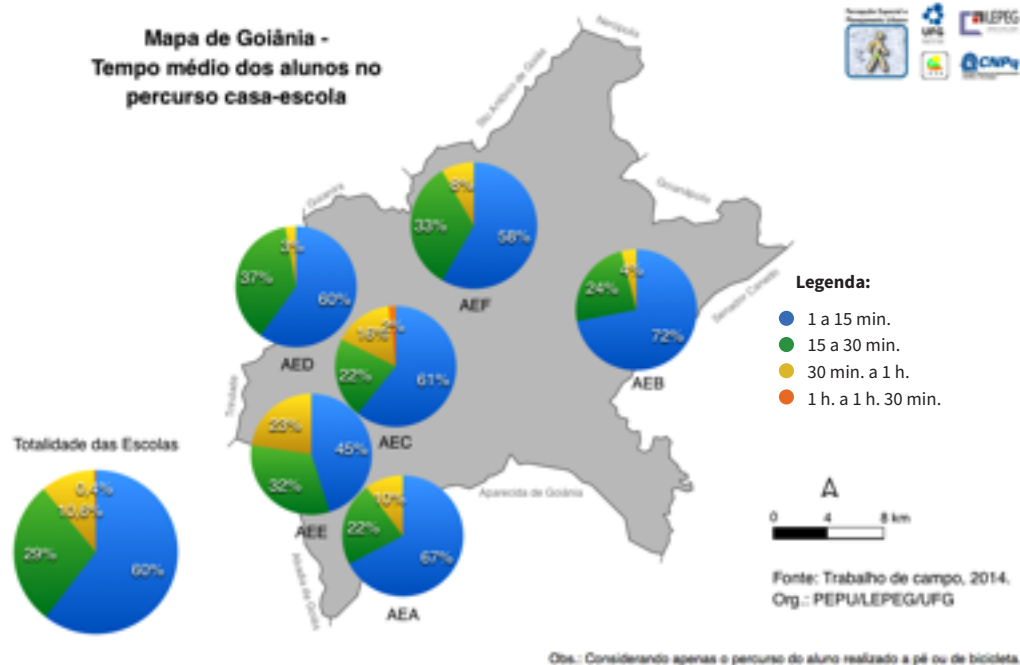 Mapa de Goiânia -
Tempo médio dos alunos no
percurso casa-escola
Percepção Espacial e
Planejamento Urbano
UFG
LEPEG
CNPq
Nerópolis
Sto Antônio de Goiás
Goianira
Goianápolis
Senador Canedo
Trindade
Aparecida de Goiânia
Abadia de Goiás
8%
33%
58%
AEF
3%
37%
60%
AED
4%
24%
72%
AEB
2%
16%
22%
61%
AEC
23%
45%
32%
AEE
10%
22%
67%
AEA
Totalidade das Escolas
0,4%
10,6%
29%
60%
Legenda:
1 a 15 min.
15 a 30 min.
30 min. a 1 h.
1 h. a 1 h. 30 min.
0 4 8 km
Fonte: Trabalho de campo, 2014.
Org.: PEPU/LEPEG/UFG
Obs.: Considerando apenas o percurso do aluno realizado a pé ou de bicicleta.